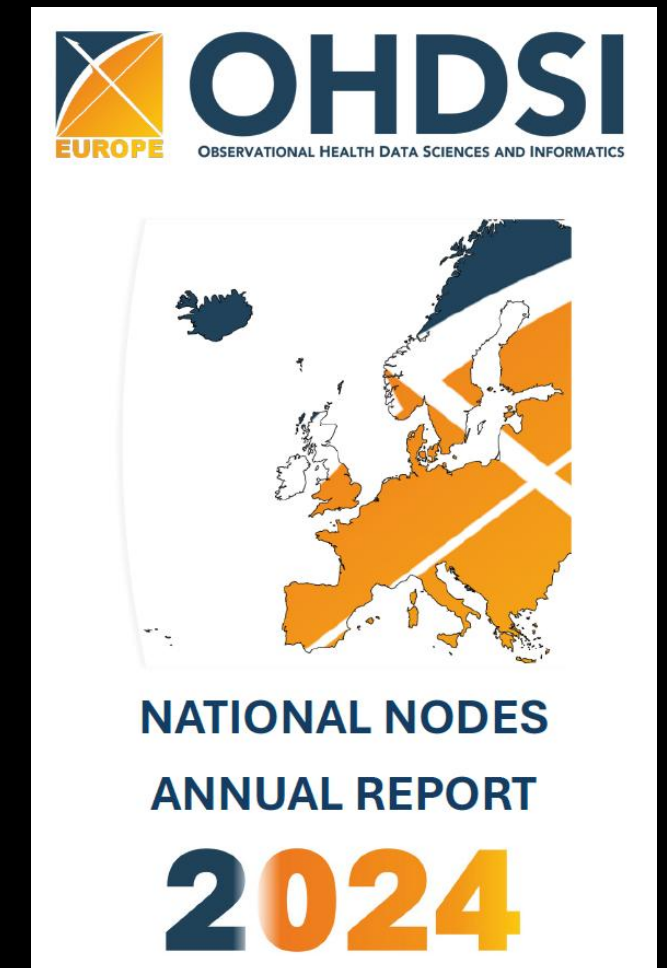 OHDSI
EUROPE
OBSERVATIONAL HEALTH DATA SCIENCES AND INFORMATICS
NATIONAL NODES
ANNUAL REPORT
2024